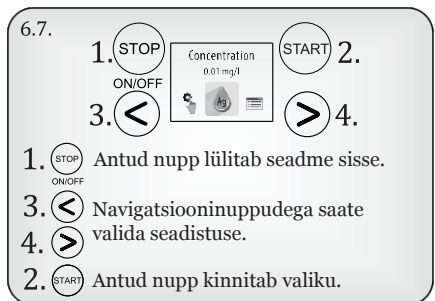 6.7.
1. STOP ON/OFF
Concentration
0.01 mg/l
Ag
START 2.
3. <
> 4.
1. STOP ON/OFF Antud nupp lülitab seadme sisse.
3. < Navigatsiooninuppudega saate
4. > valida seadistuse.
2. START Antud nupp kinnitab valiku.